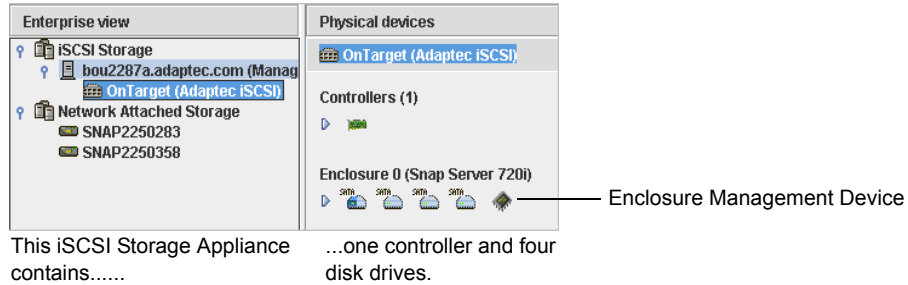 Enterprise view
iSCSI Storage
bou2287a.adaptec.com (Manag
OnTarget (Adaptec iSCSI)
Network Attached Storage
SNAP2250283
SNAP2250358
Physical devices
OnTarget (Adaptec iSCSI)
Controllers (1)
Enclosure 0 (Snap Server 720i)
SATA SATA SATA SATA
Enclosure Management Device
This iSCSI Storage Appliance
contains......
...one controller and four
disk drives.